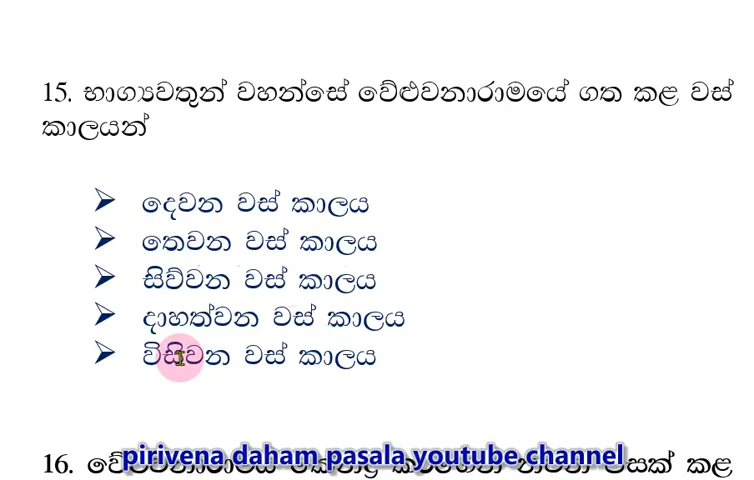 15. භාග්‍යවතුන් වහන්සේ වේළුවනාරාමයේ ගත කළ වස්
කාලයන්
➢ දෙවන වස් කාලය
➢ තෙවන වස් කාලය
➢ සිව්වන වස් කාලය
➢ දාහත්වන වස් කාලය
➢ විසිවන වස් කාලය
16. කළ
pirivena daham pasala youtube channel